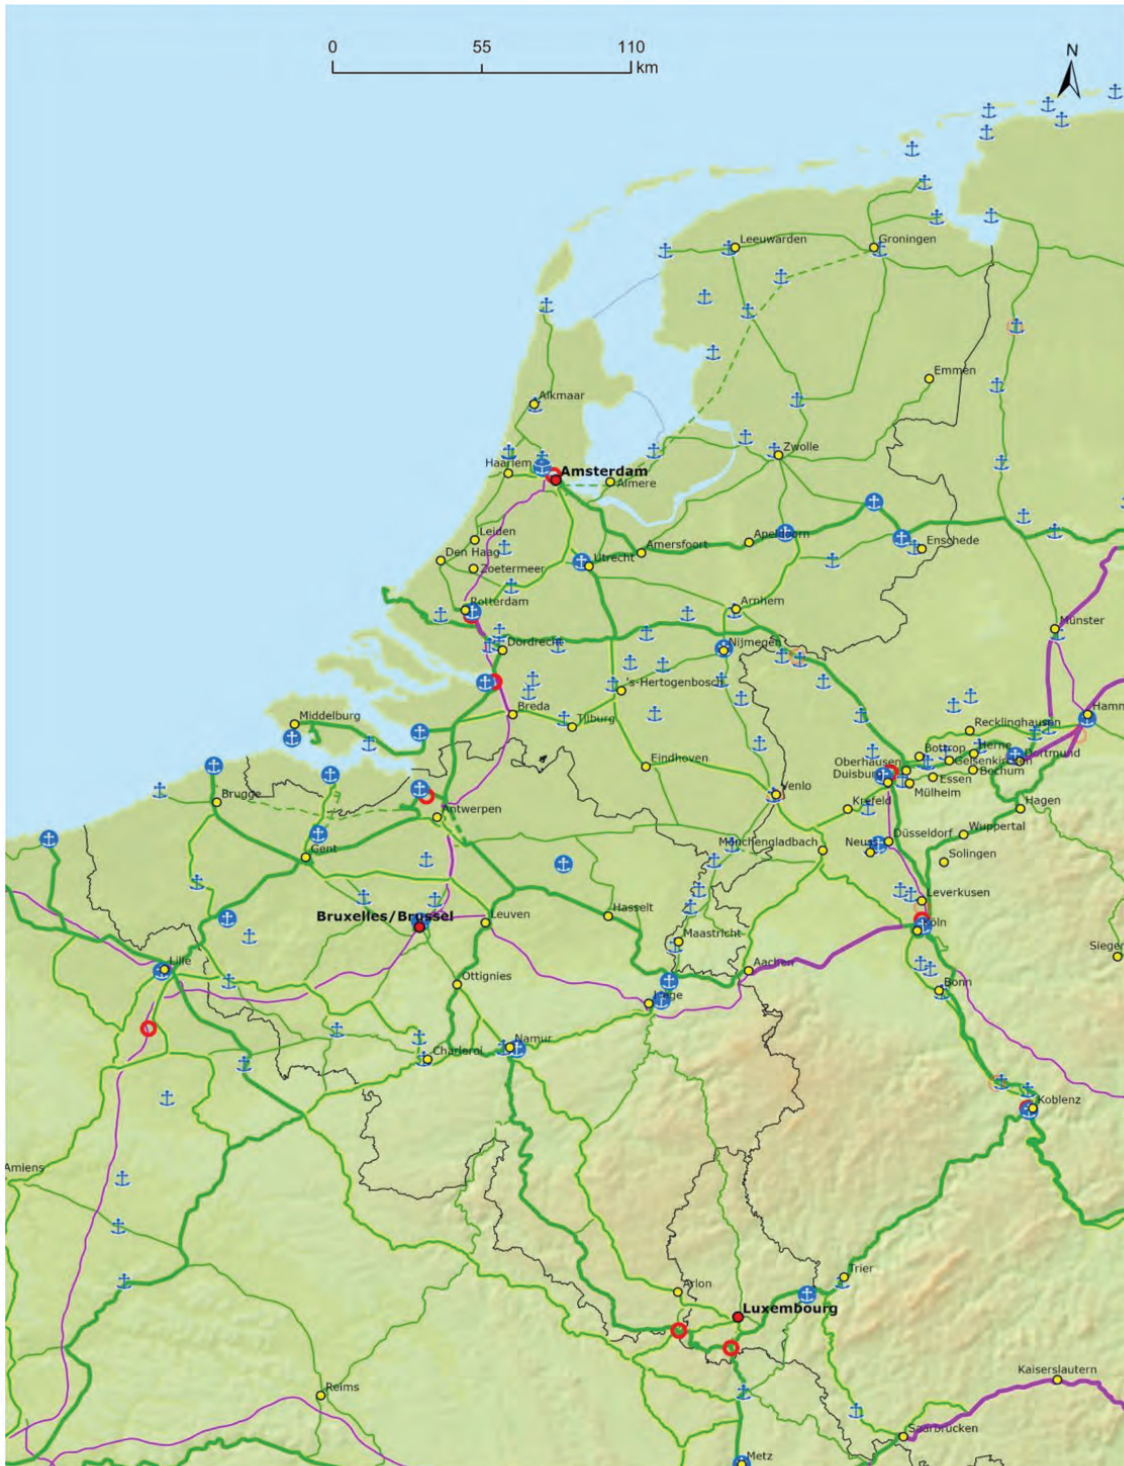 0 55 110
km
N
Leeuwarden
Groningen
Emmen
Alkmaar
Zwolle
Haarlem
Amsterdam
Almere
Leiden
Apeldoorn
Enschede
Amersfoort
Den Haag
Utrecht
Zoetermeer
Rotterdam
Arnhem
Münster
Dordrecht
Nijmegen
's-Hertogenbosch
Breda
Tilburg
Middelburg
Hamm
Recklinghausen
Herne
Bottrop
Dortmund
Gelsenkirchen
Oberhausen
Bochum
Duisburg
Essen
Mülheim
Eindhoven
Venlo
Brugge
Antwerpen
Krefeld
Hagen
Wuppertal
Düsseldorf
Neuss
Mönchengladbach
Gent
Solingen
Leverkusen
Bruxelles/Brussel
Leuven
Hasselt
Köln
Maastricht
Siegen
Lille
Aachen
Ottignies
Bonn
Liège
Namur
Charleroi
Koblenz
Amiens
Trier
Arlon
Luxembourg
Kaiserslautern
Reims
Saarbrücken
Metz